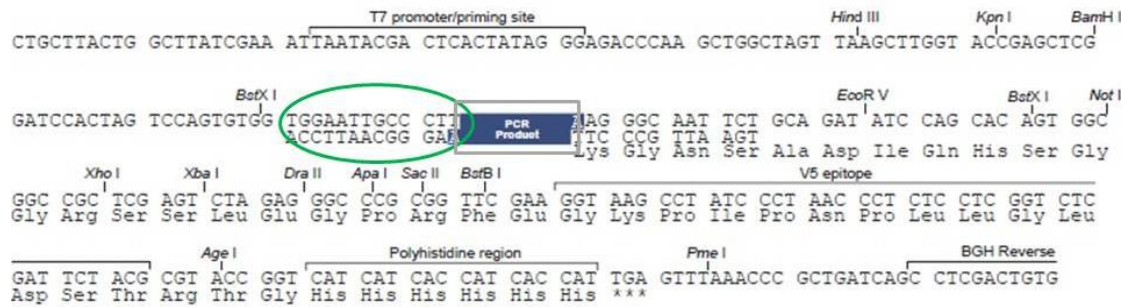 T7 promoter/priming site Hind III Kpn I BamH I
CTGCTTACTG GCTTATCGAA ATTAATACGA CTCACTATAG GGAGACCCAA GCTGGCTAGT TAAGCTTGGT ACCGAGCTCG
BstX I EcoR V BstX I Not I
GATCCACTAG TCCAGTGTGG TGGAATTGCC CTT PCR Product AAG GGC AAT TCT GCA GAT ATC CAG CAC AGT GGC
ACCTTAACGG GAA TTC CCG TTA AGT
Lys Gly Asn Ser Ala Asp Ile Gln His Ser Gly
Xho I Xba I Dra II Apa I Sac II BstB I V5 epitope
GGC CGC TCG AGT CTA GAG GGC CCG CGG TTC GAA GGT AAG CCT ATC CCT AAC CCT CTC CTC GGT CTC
Gly Arg Ser Ser Leu Glu Gly Pro Arg Phe Glu Gly Lys Pro Ile Pro Asn Pro Leu Leu Gly Leu
Age I Polyhistidine region Pme I BGH Reverse
GAT TCT ACG CGT ACC GGT CAT CAT CAC CAT CAC CAT TGA GTTTAAACCC GCTGATCAGC CTCGACTGTG
Asp Ser Thr Arg Thr Gly His His His His His His ***